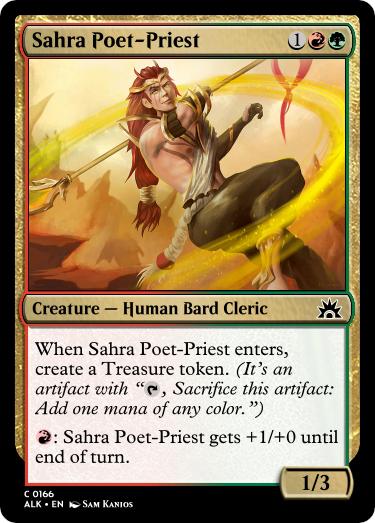 Sahra Poet-Priest 1
Creature — Human Bard Cleric
When Sahra Poet-Priest enters,
create a Treasure token. (It's an
artifact with “, Sacrifice this artifact:
Add one mana of any color.”)
: Sahra Poet-Priest gets +1/+0 until
end of turn.
1/3
C 0166
ALK • EN Sam Kanios